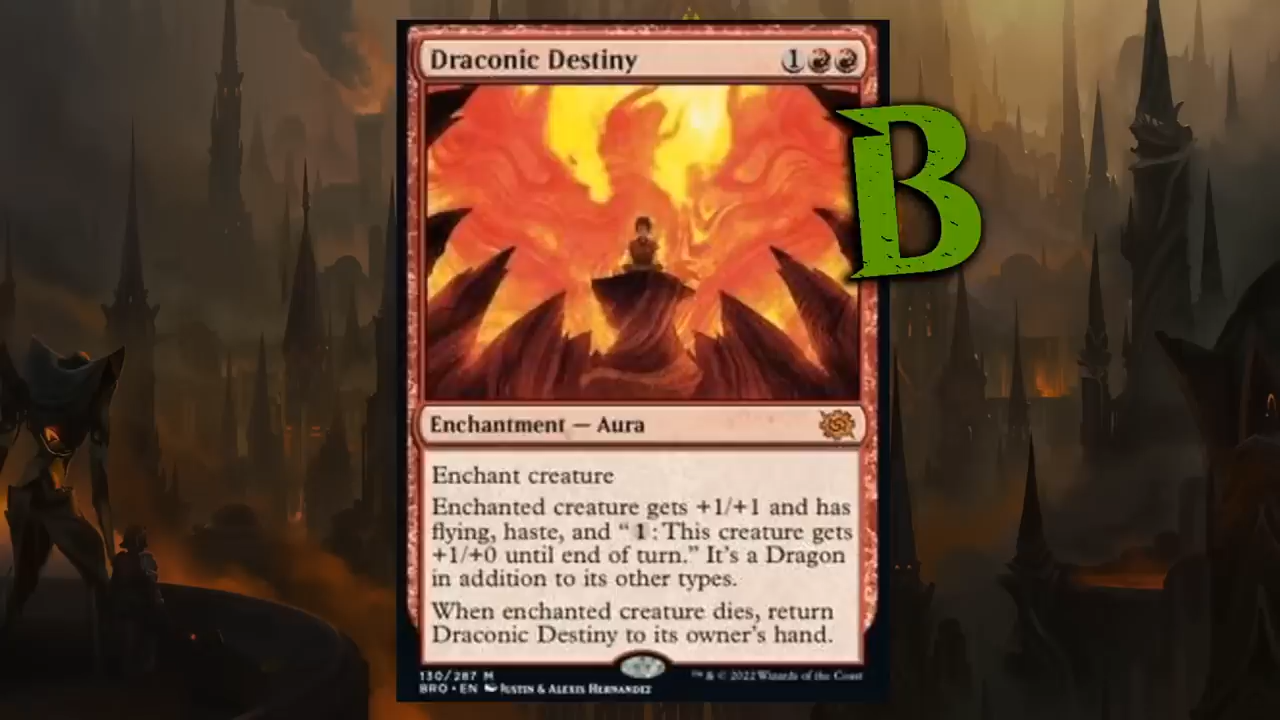 Draconic Destiny 1
B
Enchantment — Aura
Enchant creature
Enchanted creature gets +1/+1 and has
flying, haste, and “1: This creature gets
+1/+0 until end of turn.” It’s a Dragon
in addition to its other types.
When enchanted creature dies, return
Draconic Destiny to its owner’s hand.
130/287 M
BRO • EN Justin & Alexis Hernandez
™ & © 2022 Wizards of the Coast